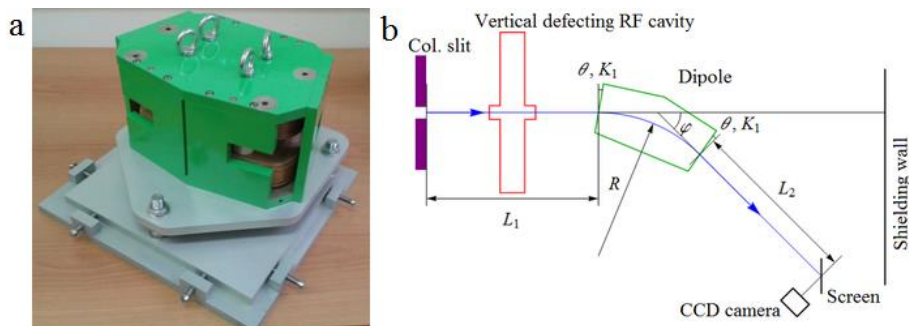 a
b
Vertical defecting RF cavity
Col. slit
θ, K1
Dipole
θ, K1
φ
R
L1
L2
Shielding wall
Screen
CCD camera